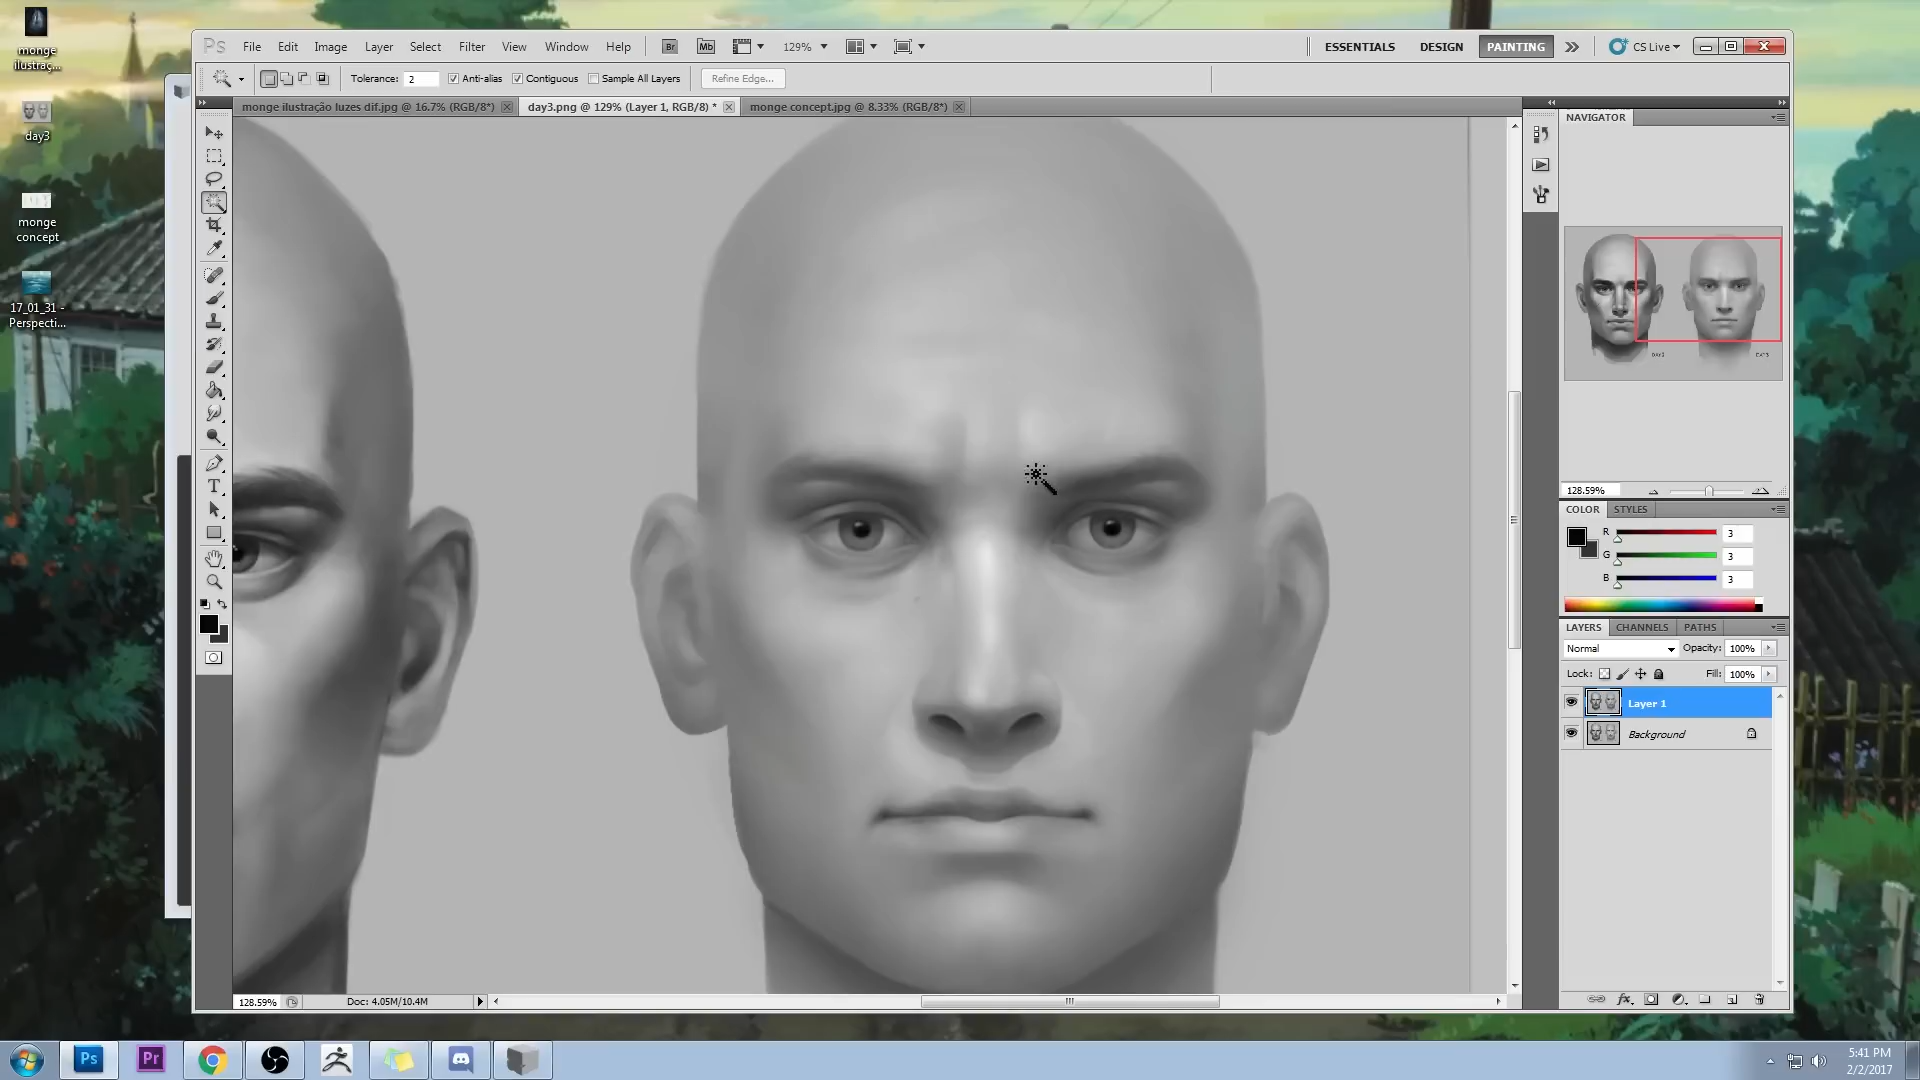 monge
ilustraç...
day3
monge
concept
17_01_31 -
Perspecti...
Ps
File Edit Image Layer Select Filter View Window Help
Br
Mb
129%
ESSENTIALS
DESIGN
PAINTING
CS Live
Tolerance: 2
Anti-alias
Contiguous
Sample All Layers
Refine Edge...
monge ilustração luzes dif.jpg @ 16.7% (RGB/8*)
day3.png @ 129% (Layer 1, RGB/8) *
monge concept.jpg @ 8.33% (RGB/8*)
T
NAVIGATOR
128.59%
COLOR STYLES
R 3
G 3
B 3
LAYERS CHANNELS PATHS
Normal Opacity: 100%
Lock: Fill: 100%
Layer 1
Background
fx
128.59% Doc: 4.05M/10.4M
Ps
Pr
5:41 PM
2/2/2017